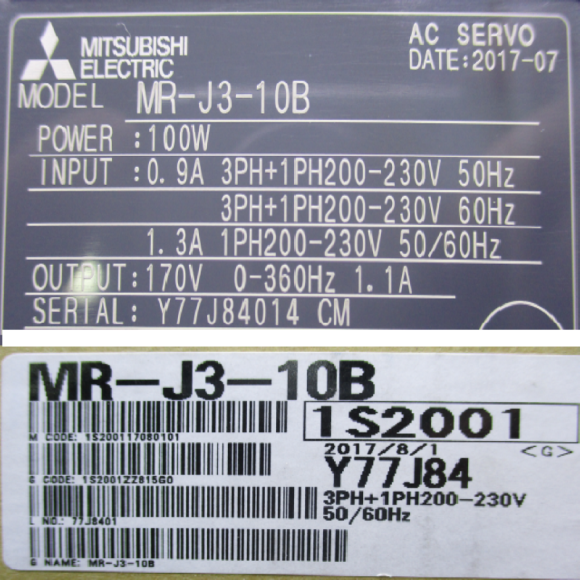 MITSUBISHI
ELECTRIC
AC SERVO
DATE:2017-07
MODEL MR-J3-10B
POWER :100W
INPUT :0.9A 3PH+1PH200-230V 50Hz
3PH+1PH200-230V 60Hz
1.3A 1PH200-230V 50/60Hz
OUTPUT:170V 0-360Hz 1.1A
SERIAL: Y77J84014 CM
MR-J3-10B
1S2001
M CODE: 1S200117080101
2017/8/1 <G>
Y77J84
G CODE: 1S2001ZZ815G0
3PH+1PH200-230V
50/60Hz
L NO.: 77J8401
G NAME: MR-J3-10B